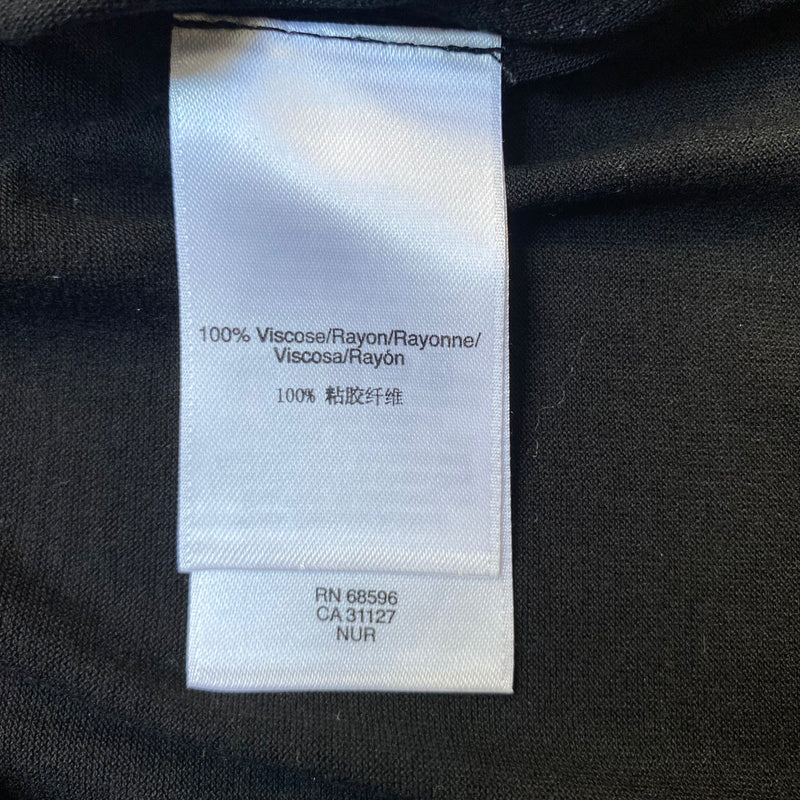 100% Viscose/Rayon/Rayonne/
Viscosa/Rayón
100% 粘胶纤维
RN 68596
CA 31127
NUR